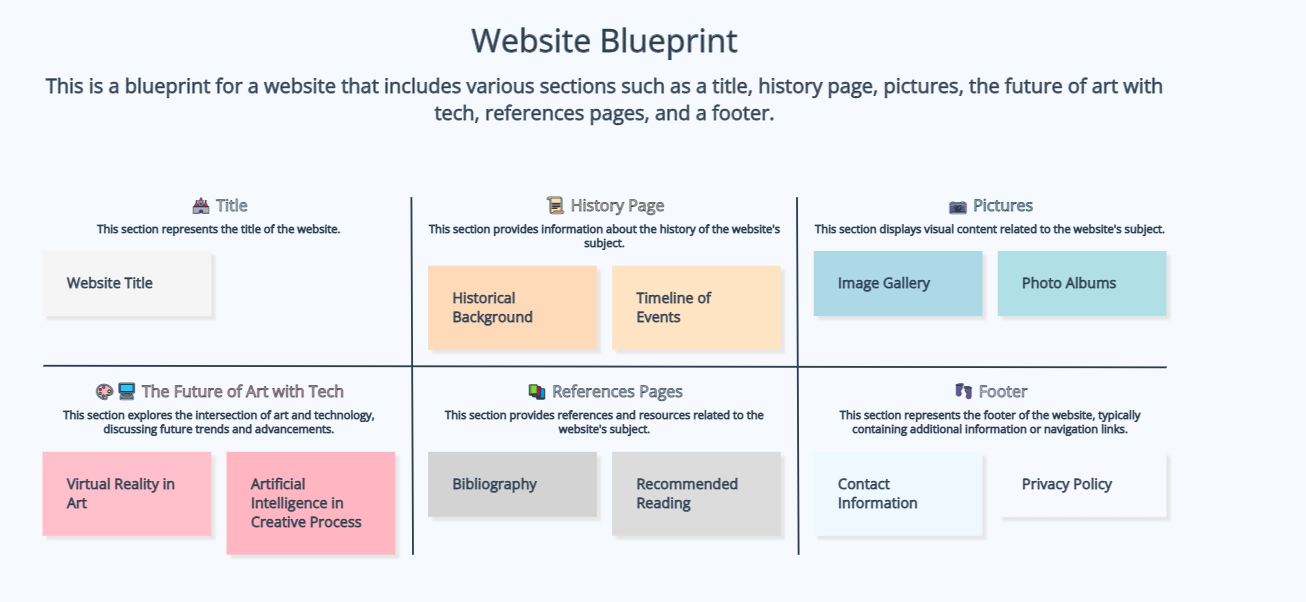 Website Blueprint
This is a blueprint for a website that includes various sections such as a title, history page, pictures, the future of art with
tech, references pages, and a footer.
Title
This section represents the title of the website.
Website Title
History Page
This section provides information about the history of the website's
subject.
Historical
Background
Timeline of
Events
Pictures
This section displays visual content related to the website's subject.
Image Gallery
Photo Albums
The Future of Art with Tech
This section explores the intersection of art and technology,
discussing future trends and advancements.
Virtual Reality in
Art
Artificial
Intelligence in
Creative Process
References Pages
This section provides references and resources related to the
website's subject.
Bibliography
Recommended
Reading
Footer
This section represents the footer of the website, typically
containing additional information or navigation links.
Contact
Information
Privacy Policy